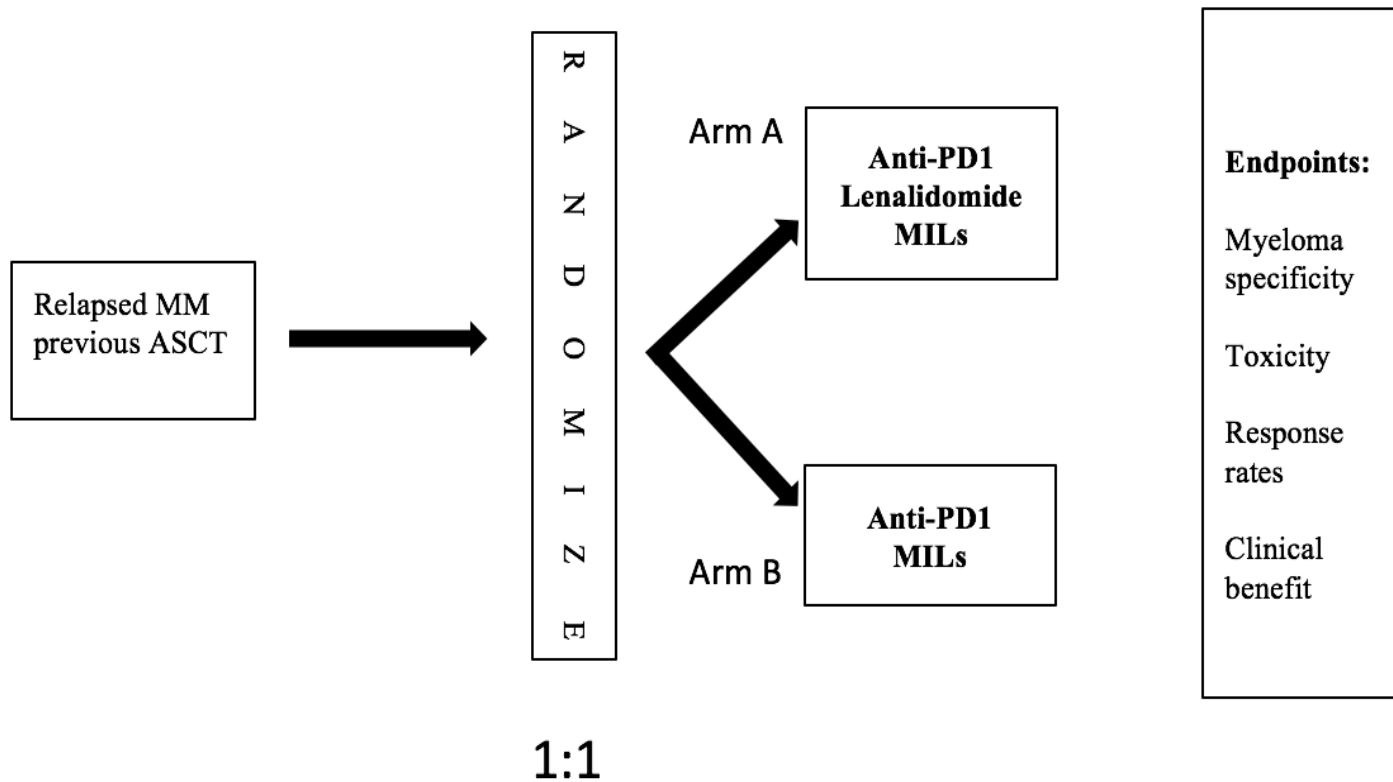 Relapsed MM
previous ASCT
R A N D O M I Z E
1:1
Arm A
Anti-PD1
Lenalidomide
MILs
Arm B
Anti-PD1
MILs
Endpoints:
Myeloma
specificity
Toxicity
Response
rates
Clinical
benefit